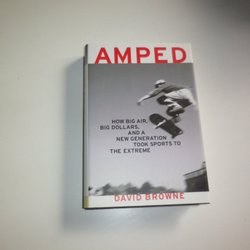 AMPED
HOW BIG AIR,
BIG DOLLARS,
AND A
NEW GENERATION
TOOK SPORTS TO
THE EXTREME
DAVID BROWNE